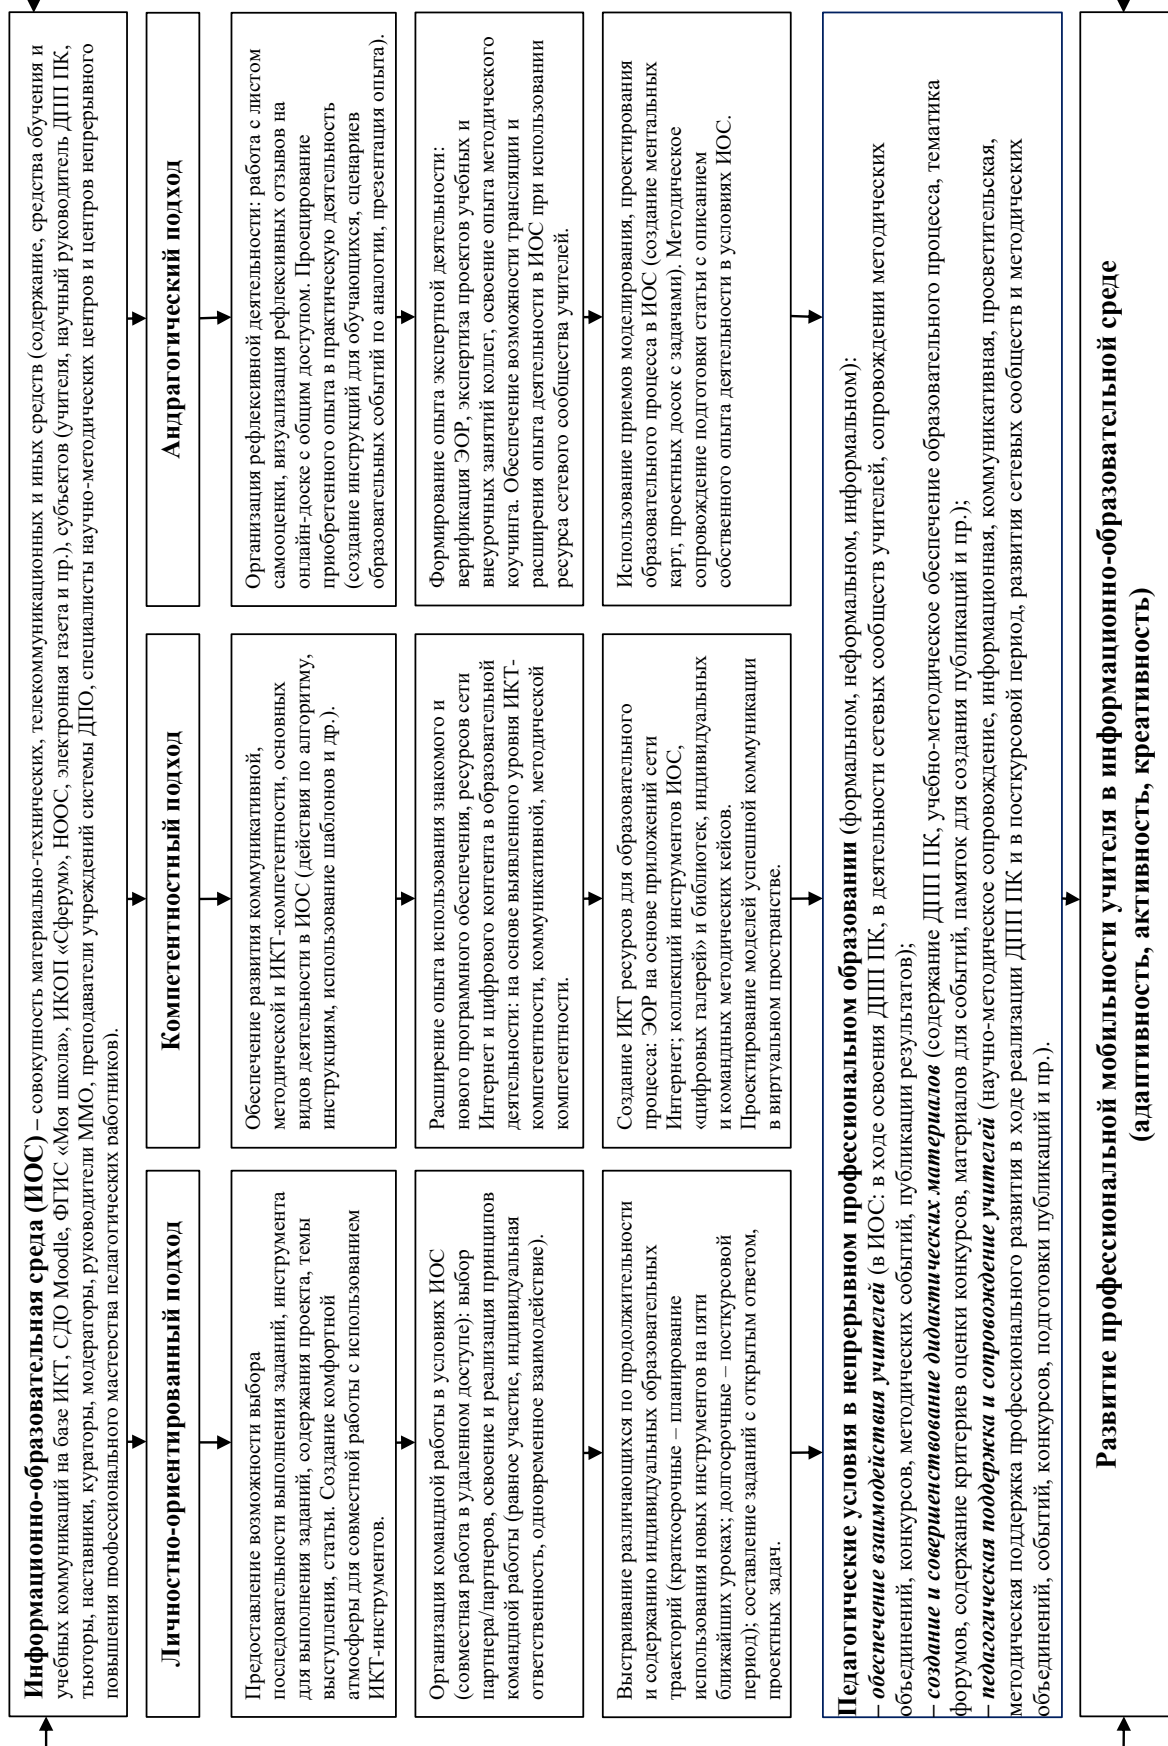 Информационно-образовательная среда (ИОС) – совокупность материально-технических, телекоммуникационных и иных средств (содержание, средства обучения и
учебных коммуникаций на базе ИКТ, СДО Moodle, ФГИС «Моя школа», ИКОП «Сферум», НООС, электронная газета и пр.), субъектов (учителя, научный руководитель ДПП ПК,
тьюторы, наставники, кураторы, модераторы, руководители ММО, преподаватели учреждений системы ДПО, специалисты научно-методических центров и центров непрерывного
повышения профессионального мастерства педагогических работников).
Личностно-ориентированный подход
Предоставление возможности выбора
последовательности выполнения заданий, инструмента
для выполнения заданий, содержания проекта, темы
выступления, статьи. Создание комфортной
атмосферы для совместной работы с использованием
ИКТ-инструментов.
Организация командной работы в условиях ИОС
(совместная работа в удаленном доступе): выбор
партнера/партнеров, освоение и реализация принципов
командной работы (равное участие, индивидуальная
ответственность, одновременное взаимодействие).
Выстраивание различающихся по продолжительности
и содержанию индивидуальных образовательных
траекторий (краткосрочные – планирование
использования новых инструментов на пяти
ближайших уроках; долгосрочные – посткурсовой
период); составление заданий с открытым ответом,
проектных задач.
Компетентностный подход
Обеспечение развития коммуникативной,
методической и ИКТ-компетентности, основных
видов деятельности в ИОС (действия по алгоритму,
инструкциям, использование шаблонов и др.).
Расширение опыта использования знакомого и
нового программного обеспечения, ресурсов сети
Интернет и цифрового контента в образовательной
деятельности: на основе выявленного уровня ИКТ-
компетентности, коммуникативной, методической
компетентности.
Создание ИКТ ресурсов для образовательного
процесса: ЭОР на основе приложений сети
Интернет; коллекций инструментов ИОС,
«цифровых галерей» и библиотек, индивидуальных
и командных методических кейсов.
Проектирование моделей успешной коммуникации
в виртуальном пространстве.
Андрагогический подход
Организация рефлексивной деятельности: работа с листом
самооценки, визуализация рефлексивных отзывов на
онлайн-доске с общим доступом. Проецирование
приобретенного опыта в практическую деятельность
(создание инструкций для обучающихся, сценариев
образовательных событий по аналогии, презентация опыта).
Формирование опыта экспертной деятельности:
верификация ЭОР, экспертиза проектов учебных и
внеурочных занятий коллег, освоение опыта методического
коучинга. Обеспечение возможности трансляции и
расширения опыта деятельности в ИОС при использовании
ресурса сетевого сообщества учителей.
Использование приемов моделирования, проектирования
образовательного процесса в ИОС (создание ментальных
карт, проектных досок с задачами). Методическое
сопровождение подготовки статьи с описанием
собственного опыта деятельности в условиях ИОС.
Педагогические условия в непрерывном профессиональном образовании (формальном, неформальном, информальном):
– обеспечение взаимодействия учителей (в ИОС: в ходе освоения ДПП ПК, в деятельности сетевых сообществ учителей, сопровождении методических
объединений, конкурсов, методических событий, публикации результатов);
– создание и совершенствование дидактических материалов (содержание ДПП ПК, учебно-методическое обеспечение образовательного процесса, тематика
форумов, содержание критериев оценки конкурсов, материалов для событий, памяток для создания публикаций и пр.);
– педагогическая поддержка и сопровождение учителей (научно-методическое сопровождение, информационная, коммуникативная, просветительская,
методическая поддержка профессионального развития в ходе реализации ДПП ПК и в посткурсовой период, развития сетевых сообществ и методических
объединений, событий, конкурсов, подготовки публикаций и пр.).
Развитие профессиональной мобильности учителя в информационно-образовательной среде
(адаптивность, активность, креативность)